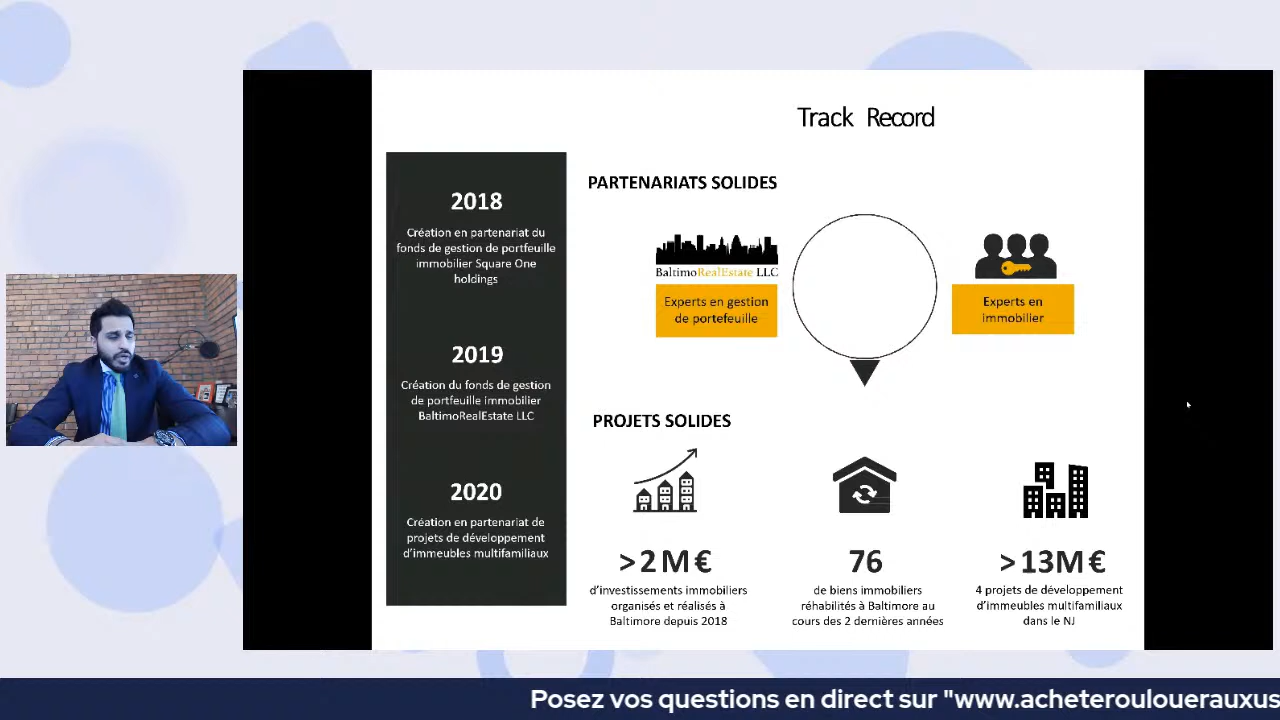 Track Record
2018
Création en partenariat du
fonds de gestion de portfeuille
immobilier Square One
holdings
2019
Création du fonds de gestion
de portfeuille immobilier
BaltimoRealEstate LLC
2020
Création en partenariat de
projets de développement
d'immeubles multifamiliaux
PARTENARIATS SOLIDES
BaltimoRealEstate LLC
Experts en gestion
de portefeuille
Experts en
immobilier
PROJETS SOLIDES
>2 M €
d'investissements immobiliers
organisés et réalisés à
Baltimore depuis 2018
76
de biens immobiliers
réhabilités à Baltimore au
cours des 2 dernières années
>13M €
4 projets de développement
d'immeubles multifamiliaux
dans le NJ
Posez vos questions en direct sur "www.acheteroulouerauxus